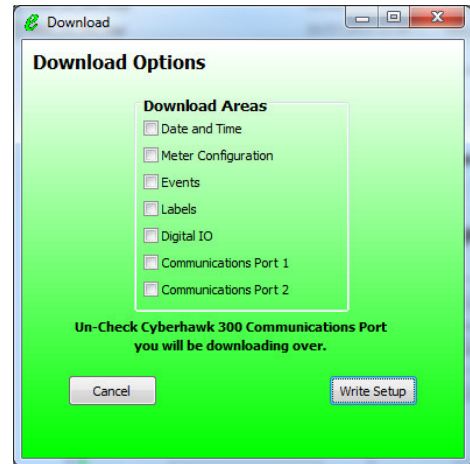 Download
Download Options
Download Areas
Date and Time
Meter Configuration
Events
Labels
Digital IO
Communications Port 1
Communications Port 2
Un-Check Cyberhawk 300 Communications Port
you will be downloading over.
Cancel Write Setup